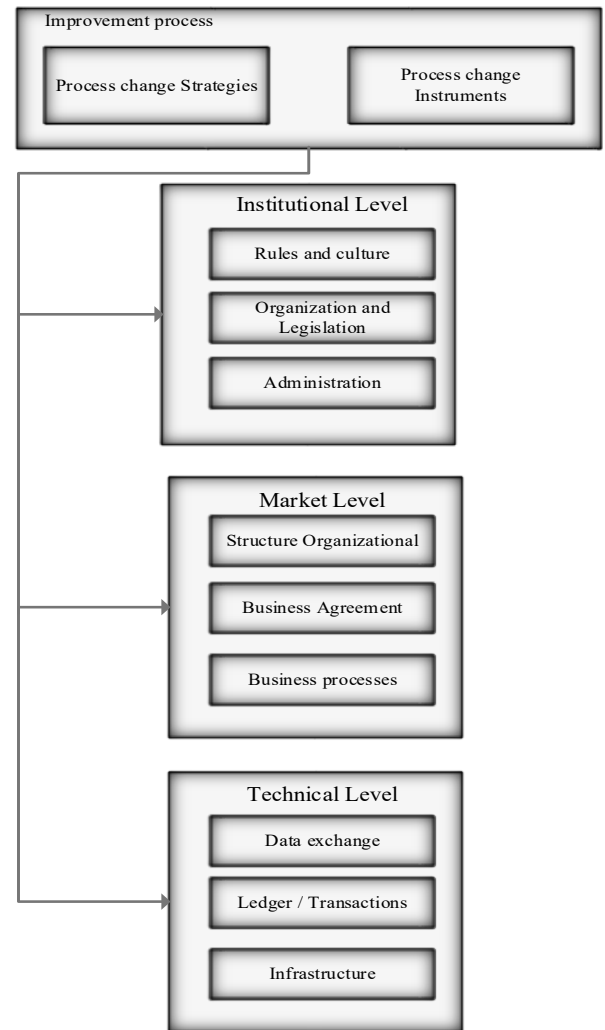 Improvement process
Process change Strategies
Process change
Instruments
Institutional Level
Rules and culture
Organization and
Legislation
Administration
Market Level
Structure Organizational
Business Agreement
Business processes
Technical Level
Data exchange
Ledger / Transactions
Infrastructure